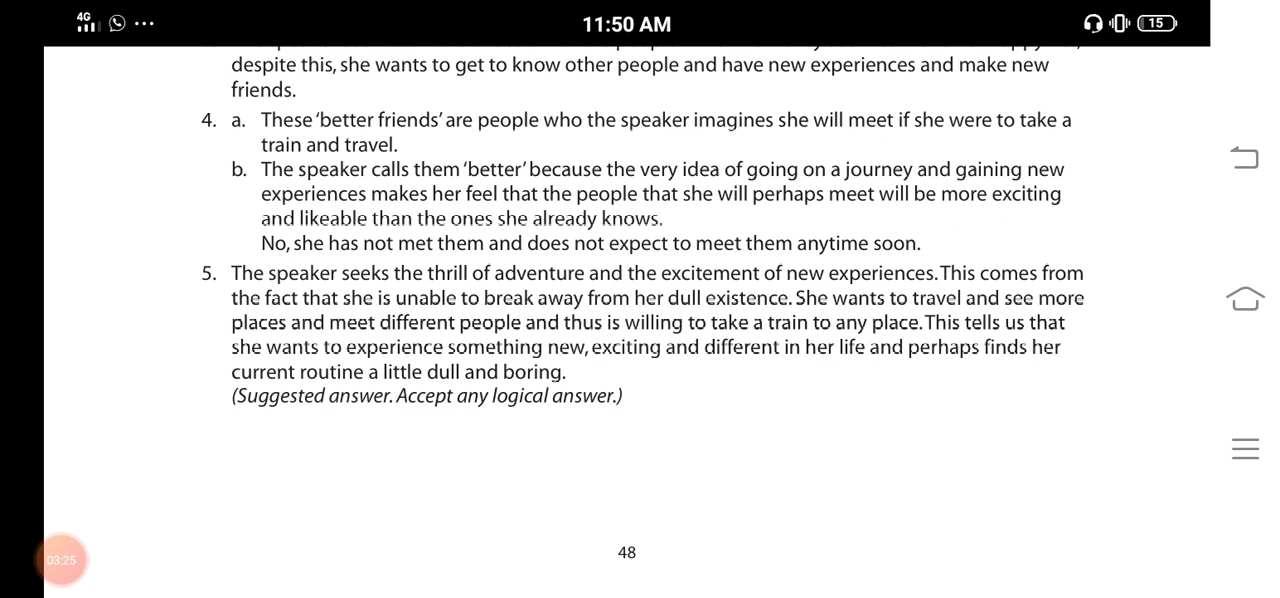 4G
11:50 AM
15
despite this, she wants to get to know other people and have new experiences and make new
friends.
4. a. These ‘better friends’ are people who the speaker imagines she will meet if she were to take a
train and travel.
b. The speaker calls them ‘better’ because the very idea of going on a journey and gaining new
experiences makes her feel that the people that she will perhaps meet will be more exciting
and likeable than the ones she already knows.
No, she has not met them and does not expect to meet them anytime soon.
5. The speaker seeks the thrill of adventure and the excitement of new experiences. This comes from
the fact that she is unable to break away from her dull existence. She wants to travel and see more
places and meet different people and thus is willing to take a train to any place. This tells us that
she wants to experience something new, exciting and different in her life and perhaps finds her
current routine a little dull and boring.
(Suggested answer. Accept any logical answer.)
03:25
48